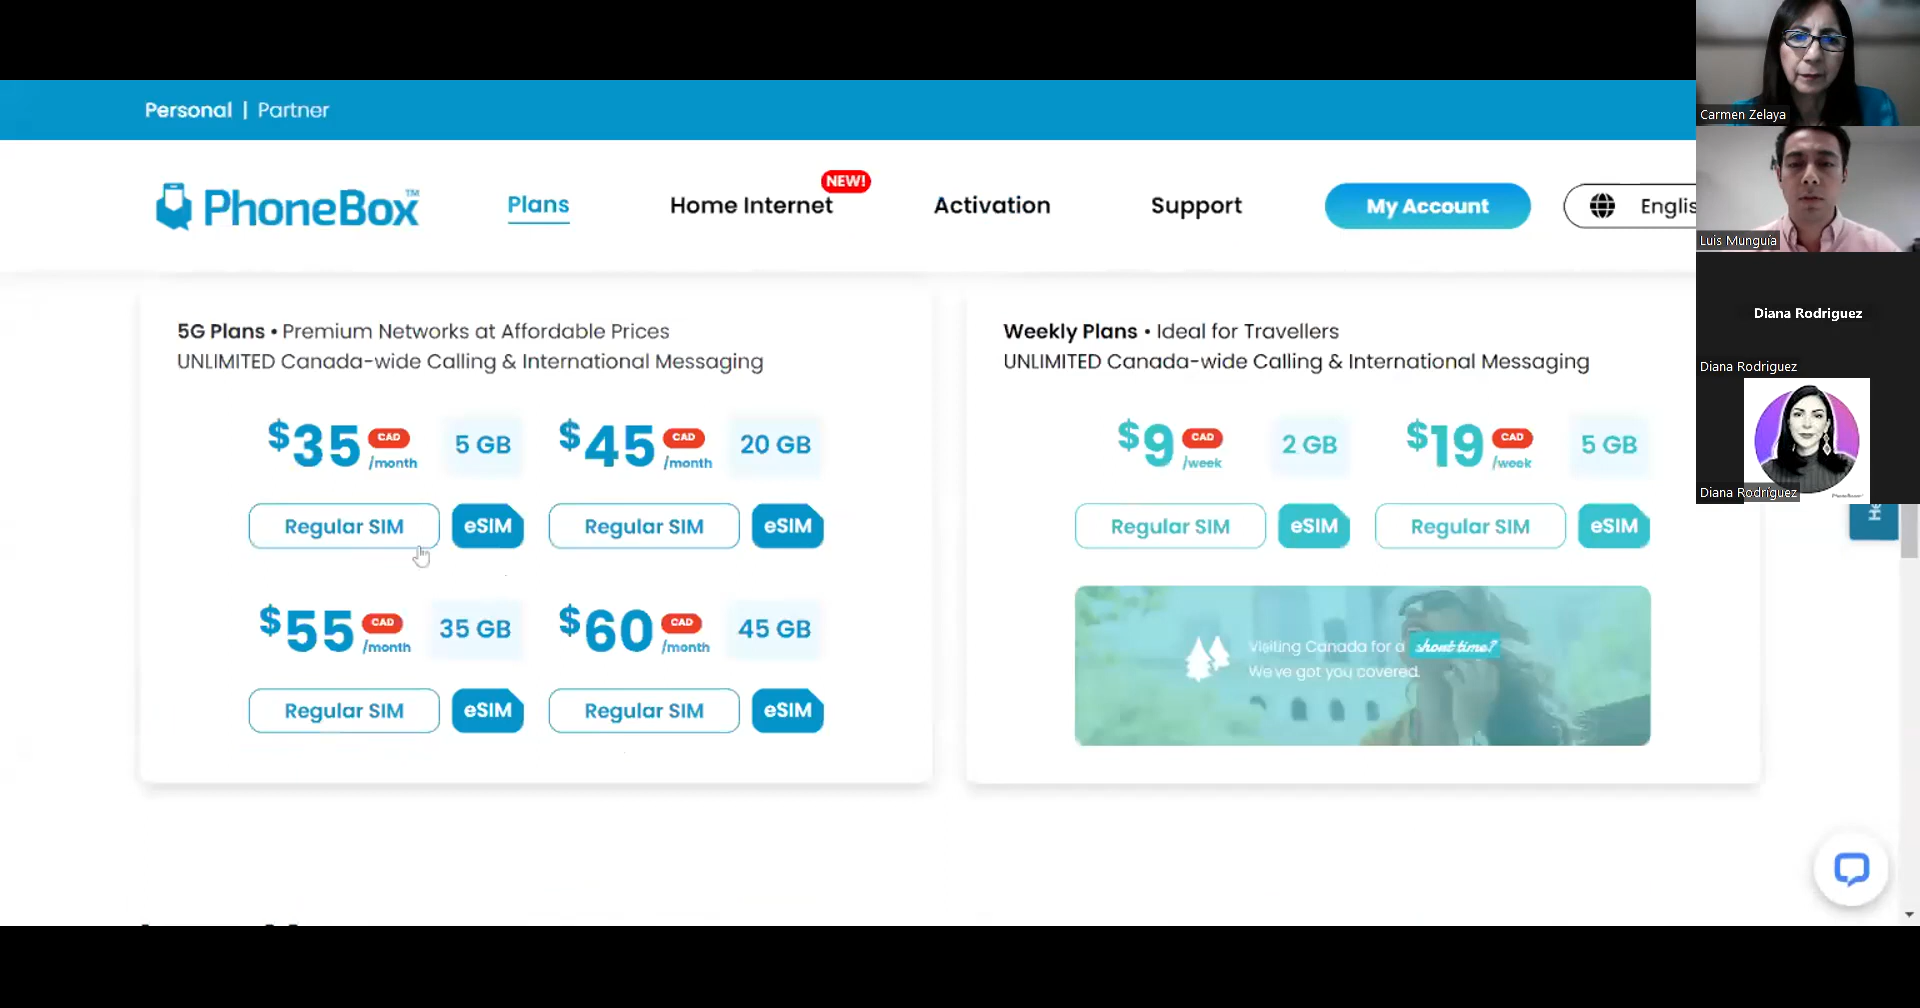 Personal | Partner
PhoneBox™
Plans
Home Internet
NEW!
Activation
Support
My Account
Englis
5G Plans • Premium Networks at Affordable Prices
UNLIMITED Canada-wide Calling & International Messaging
$35 CAD /month 5 GB
$45 CAD /month 20 GB
Regular SIM eSIM
Regular SIM eSIM
$55 CAD /month 35 GB
$60 CAD /month 45 GB
Regular SIM eSIM
Regular SIM eSIM
Weekly Plans • Ideal for Travellers
UNLIMITED Canada-wide Calling & International Messaging
$9 CAD /week 2 GB
$19 CAD /week 5 GB
Regular SIM eSIM
Regular SIM eSIM
Visiting Canada for a short time?
We've got you covered.
Carmen Zelaya
Luis Munguía
Diana Rodriguez
Diana Rodriguez
Diana Rodriguez
He